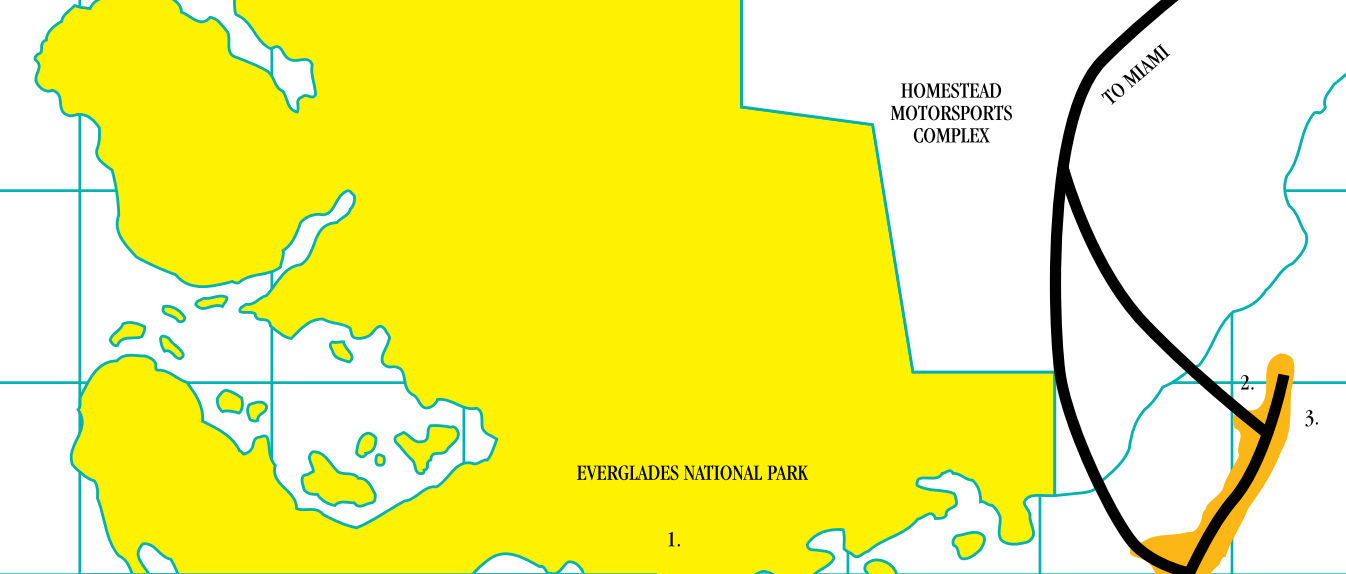 TO MIAMI
HOMESTEAD
MOTORSPORTS
COMPLEX
2.
3.
EVERGLADES NATIONAL PARK
1.